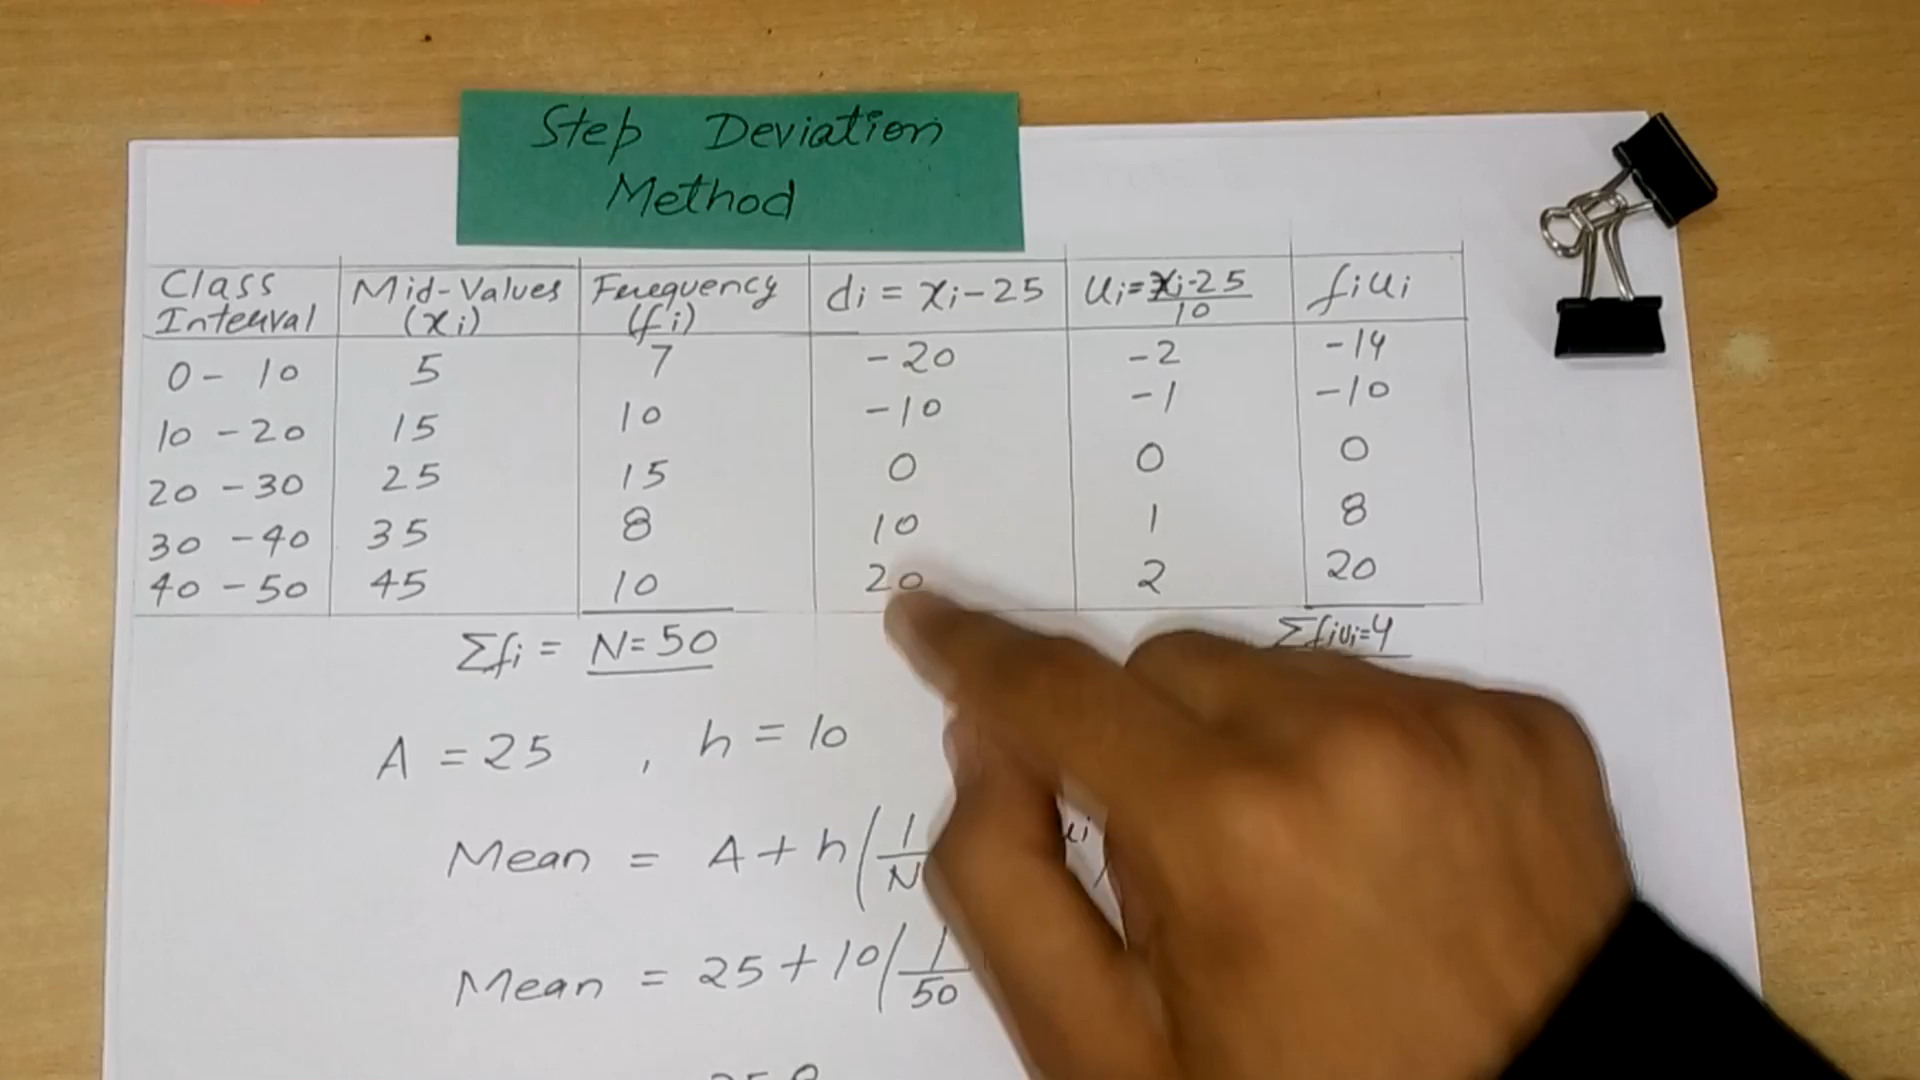 Step Deviation
Method
Class Interval | Mid-Values (xi) | Frequency (fi) | di = xi-25 | ui = xi-25/10 | fiui
0 - 10 | 5 | 7 | -20 | -2 | -14
10 - 20 | 15 | 10 | -10 | -1 | -10
20 - 30 | 25 | 15 | 0 | 0 | 0
30 - 40 | 35 | 8 | 10 | 1 | 8
40 - 50 | 45 | 10 | 20 | 2 | 20
Σfi = N=50 Σfiui=4
A = 25 , h = 10
Mean = A + h(1/N ui)
Mean = 25 + 10(1/50